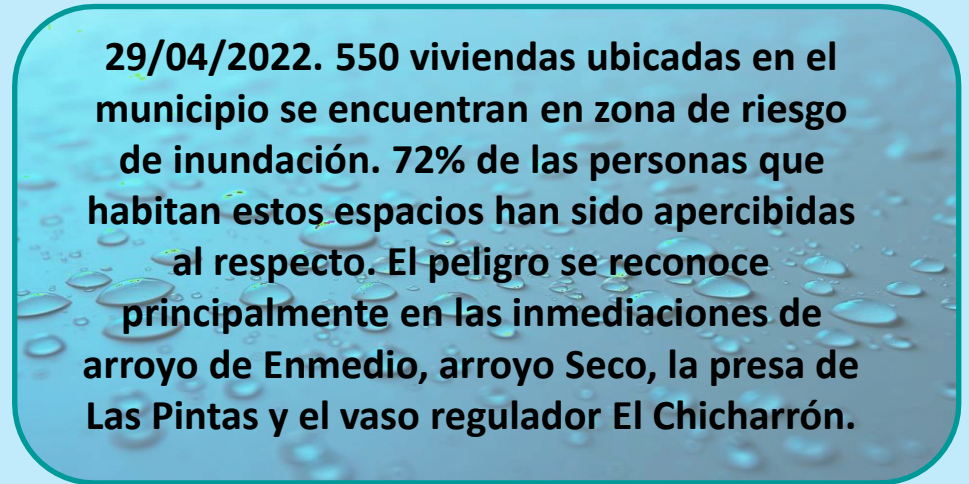 29/04/2022. 550 viviendas ubicadas en el
municipio se encuentran en zona de riesgo
de inundación. 72% de las personas que
habitan estos espacios han sido apercibidas
al respecto. El peligro se reconoce
principalmente en las inmediaciones de
arroyo de Enmedio, arroyo Seco, la presa de
Las Pintas y el vaso regulador El Chicharrón.